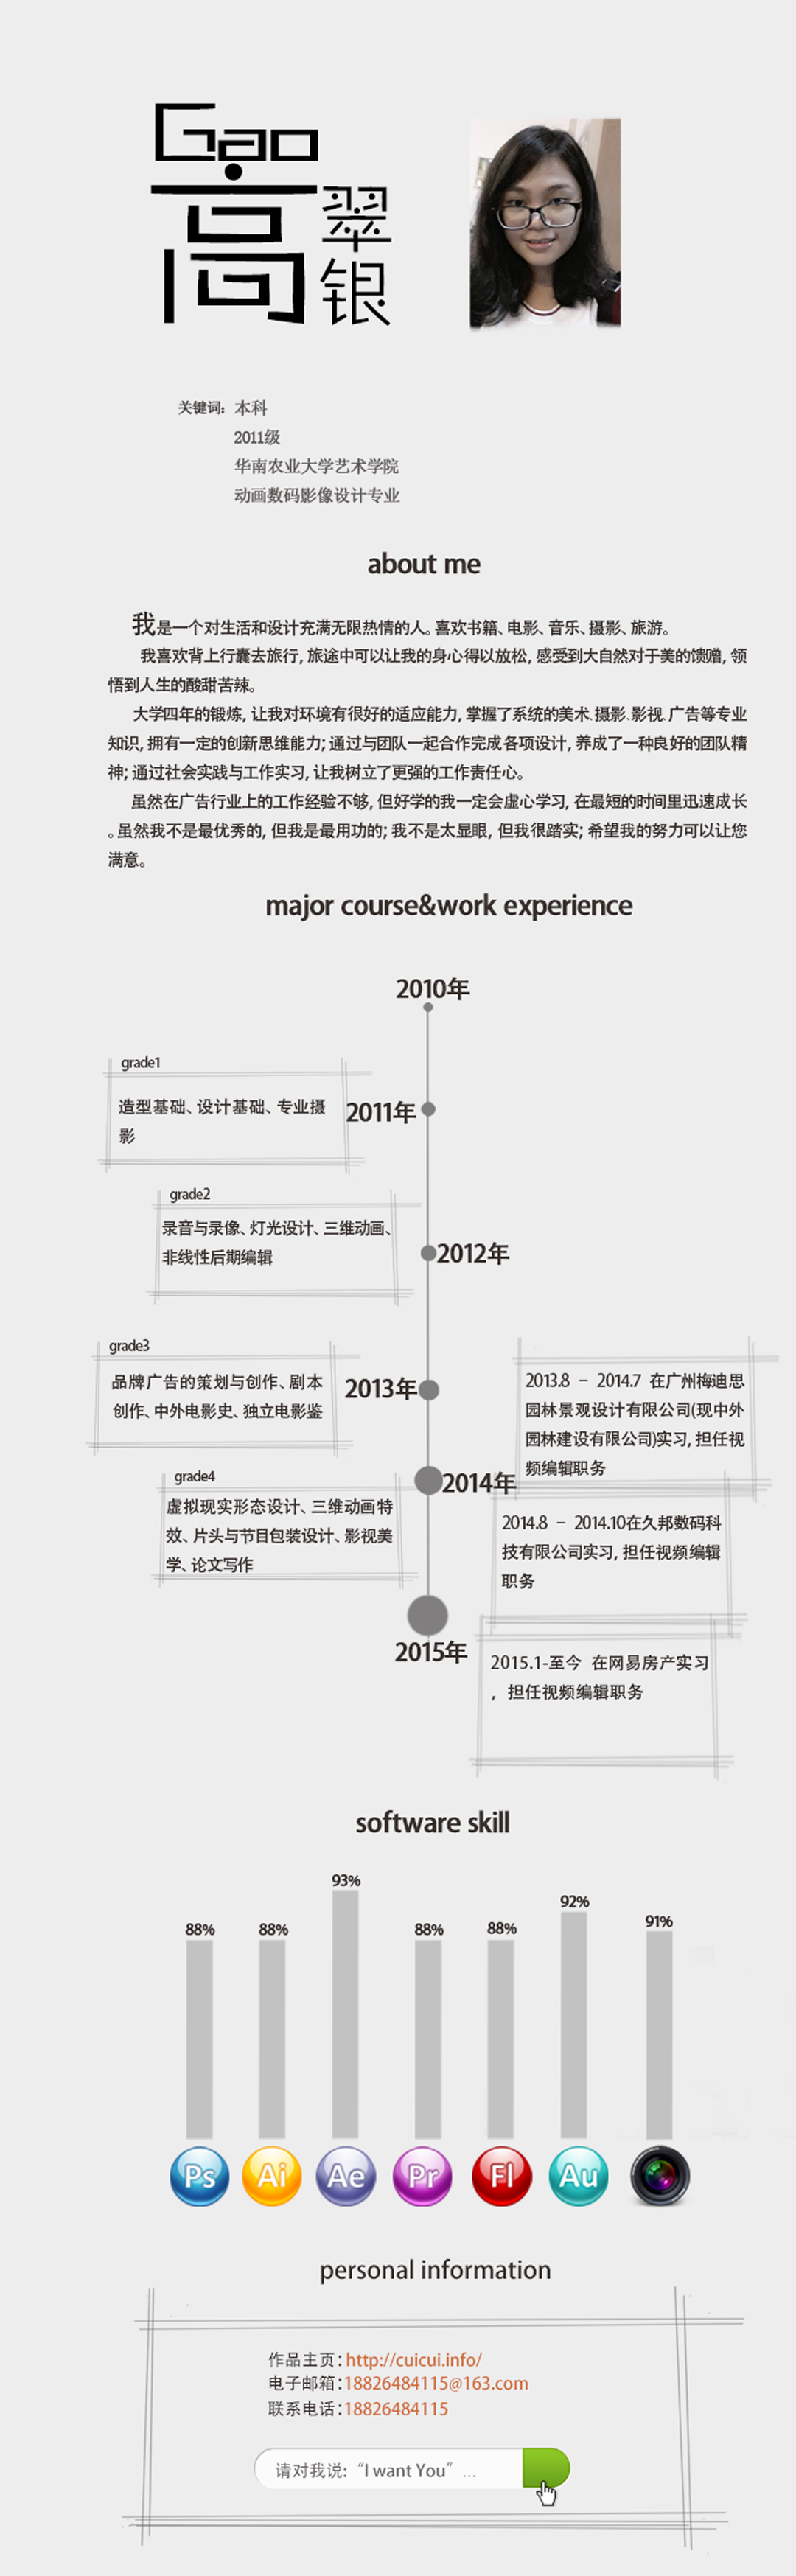 Gao
高
翠
银
关键词: 本科
2011级
华南农业大学艺术学院
动画数码影像设计专业
about me
我是一个对生活和设计充满无限热情的人。喜欢书籍、电影、音乐、摄影、旅游。
我喜欢背上行囊去旅行, 旅途中可以让我的身心得以放松, 感受到大自然对于美的馈赠, 领
悟到人生的酸甜苦辣。
大学四年的锻炼, 让我对环境有很好的适应能力, 掌握了系统的美术、摄影、影视、广告等专业
知识, 拥有一定的创新思维能力; 通过与团队一起合作完成各项设计, 养成了一种良好的团队精
神; 通过社会实践与工作实习, 让我树立了更强的工作责任心。
虽然在广告行业上的工作经验不够, 但好学的我一定会虚心学习, 在最短的时间里迅速成长
。虽然我不是最优秀的, 但我是最用功的; 我不是太显眼, 但我很踏实; 希望我的努力可以让您
满意。
major course&work experience
2010年
grade1
造型基础、设计基础、专业摄
影
2011年
grade2
录音与录像、灯光设计、三维动画、
非线性后期编辑
2012年
grade3
品牌广告的策划与创作、剧本
创作、中外电影史、独立电影鉴
2013年
2013.8 - 2014.7 在广州梅迪思
园林景观设计有限公司(现中外
园林建设有限公司)实习, 担任视
频编辑职务
grade4
虚拟现实形态设计、三维动画特
效、片头与节目包装设计、影视美
学、论文写作
2014年
2014.8 - 2014.10在久邦数码科
技有限公司实习, 担任视频编辑
职务
2015年
2015.1-至今 在网易房产实习
, 担任视频编辑职务
software skill
88% 88% 93% 88% 88% 92% 91%
Ps Ai Ae Pr Fl Au
personal information
作品主页: http://cuicui.info/
电子邮箱: 18826484115@163.com
联系电话: 18826484115
请对我说: “I want You” ...